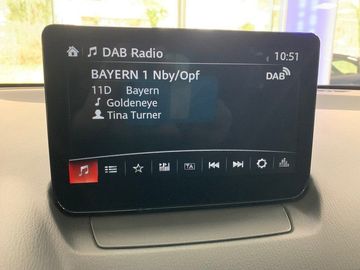 DAB Radio 10:51
BAYERN 1 Nby/Opf DAB
11D Bayern
Goldeneye
Tina Turner
TA